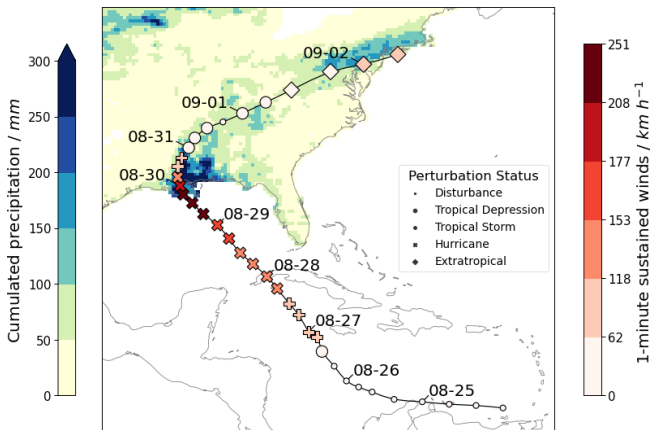 Cumulated precipitation / mm
300
250
200
150
100
50
0
09-02
09-01
08-31
08-30
08-29
08-28
08-27
08-26
08-25
Perturbation Status
Disturbance
Tropical Depression
Tropical Storm
Hurricane
Extratropical
251
208
177
153
118
62
0
1-minute sustained winds / km h⁻¹